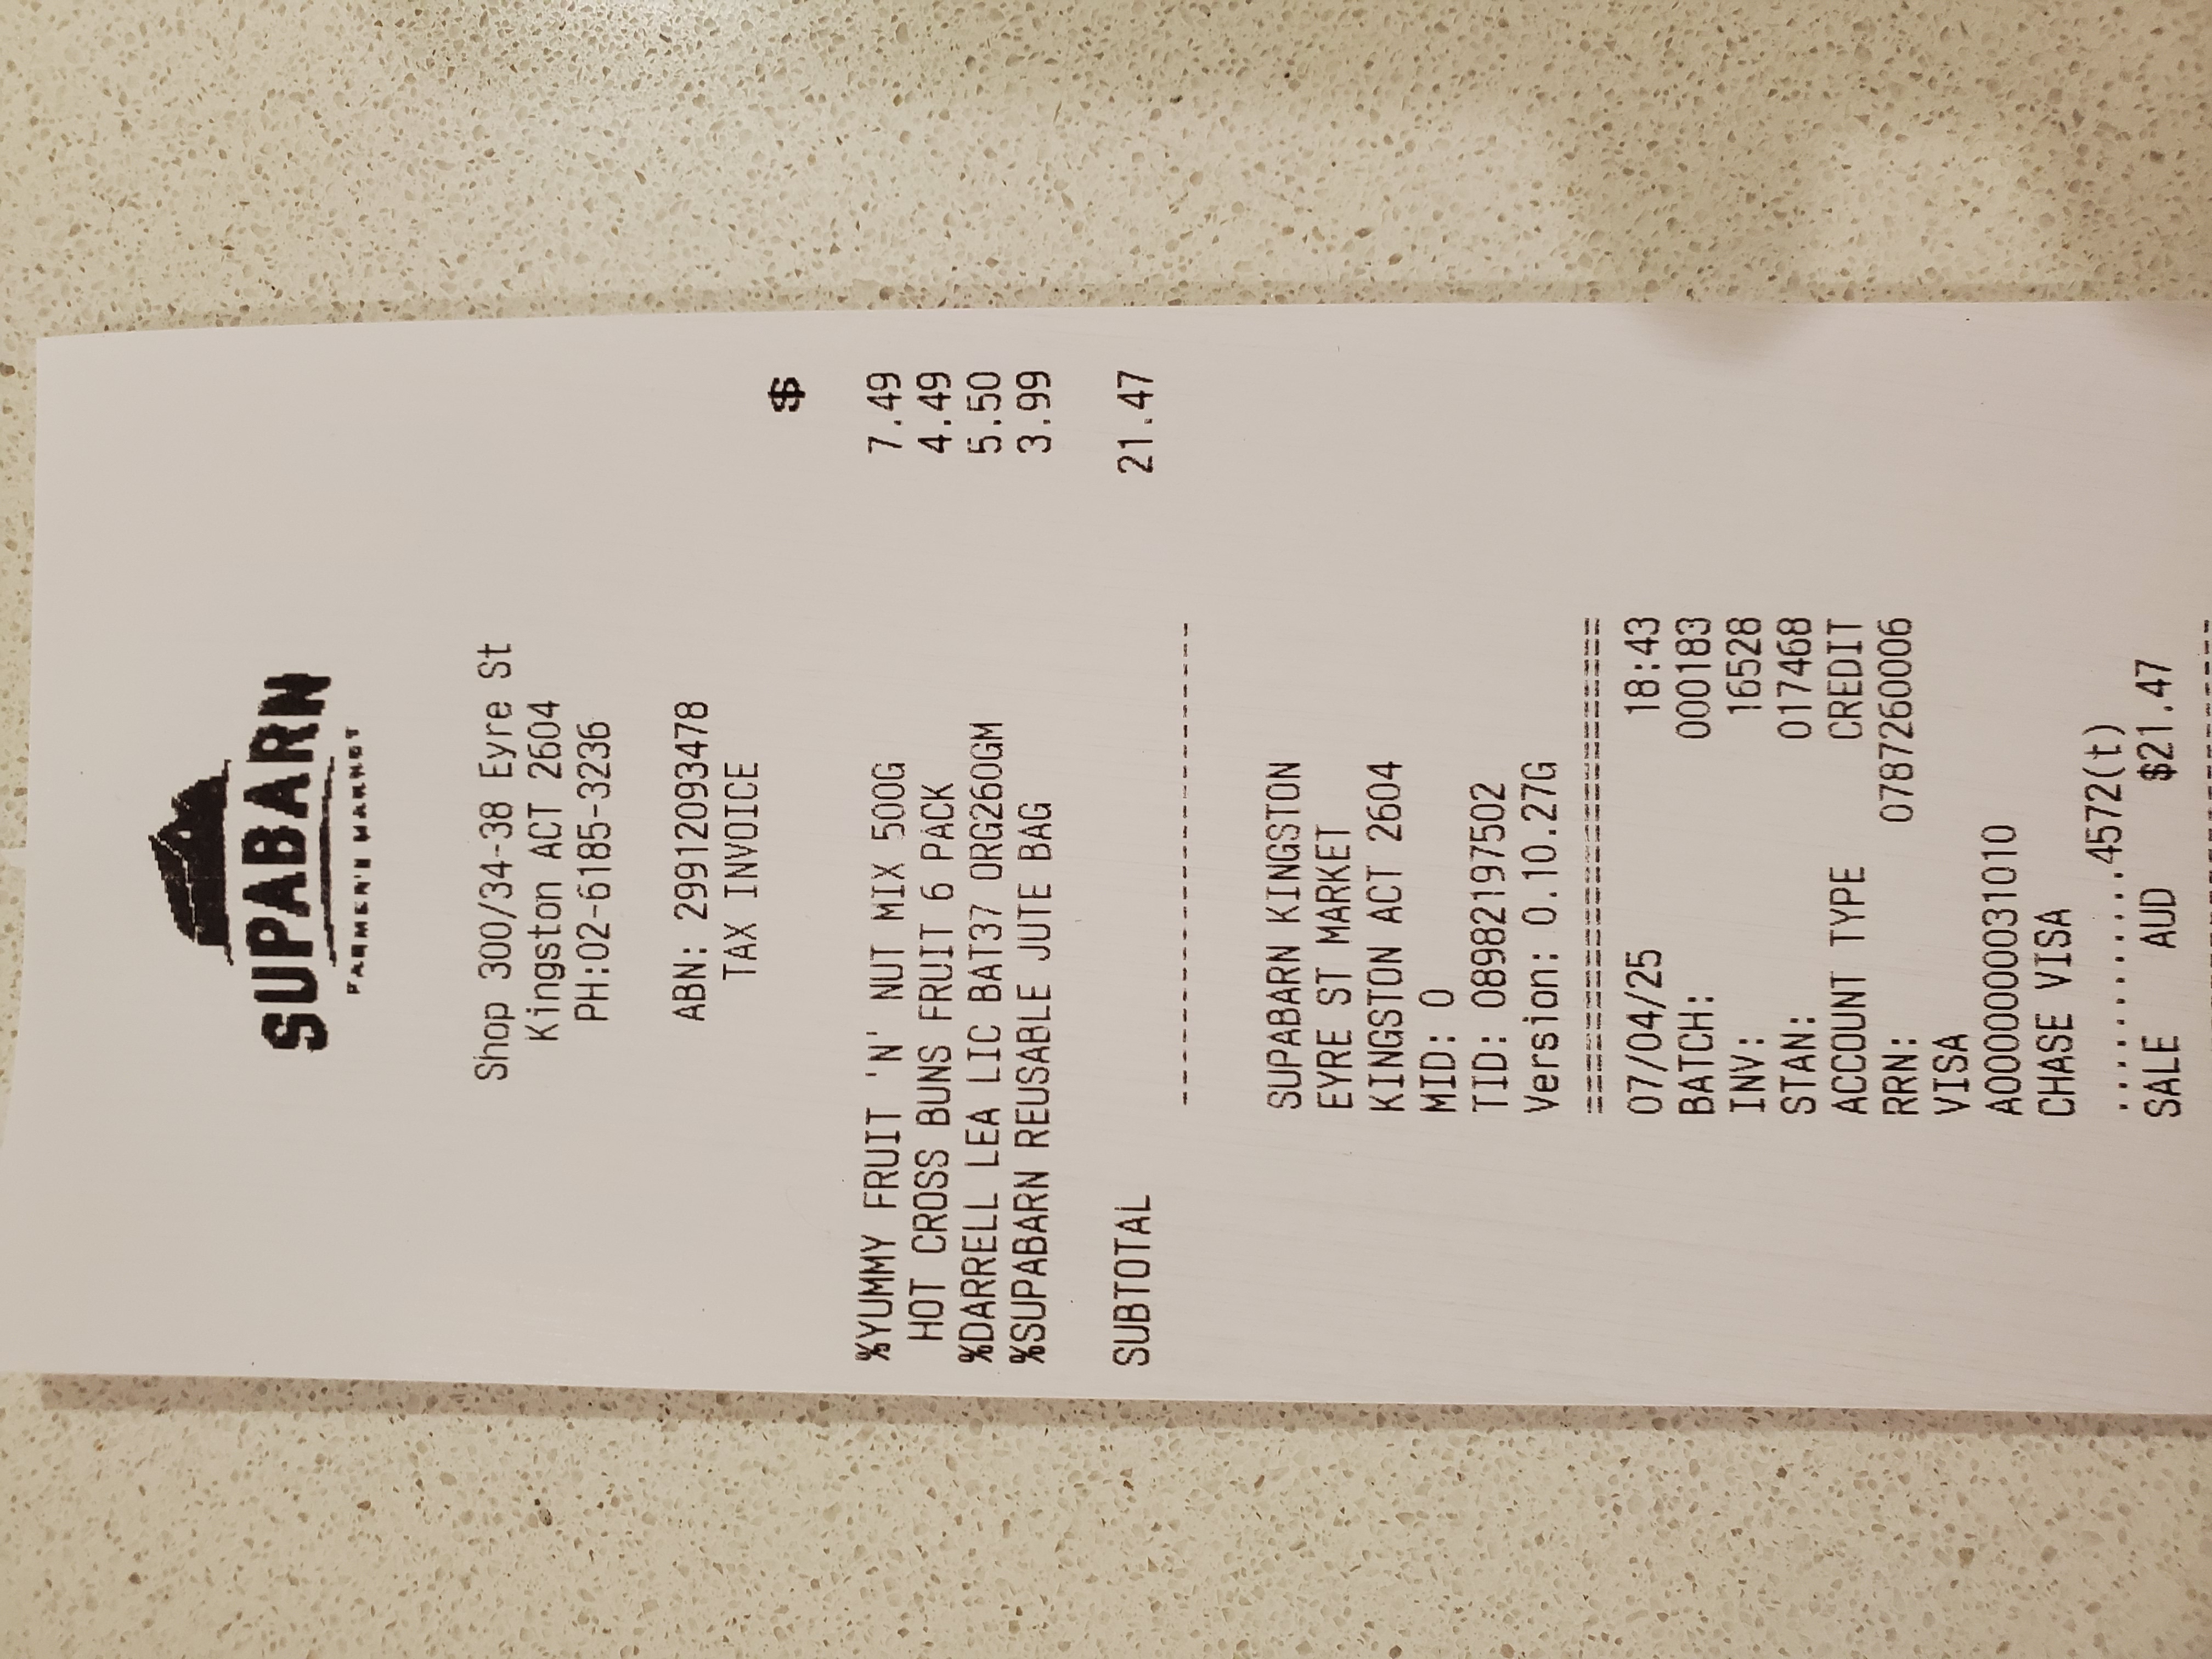 SUPABARN
FARMER'S MARKET
Shop 300/34-38 Eyre St
Kingston ACT 2604
PH:02-6185-3236
ABN: 29912093478
TAX INVOICE
$
%YUMMY FRUIT 'N' NUT MIX 500G 7.49
HOT CROSS BUNS FRUIT 6 PACK 4.49
%DARRELL LEA LIC BAT37 ORG260GM 5.50
%SUPABARN REUSABLE JUTE BAG 3.99
SUBTOTAL 21.47
--------------------------------
SUPABARN KINGSTON
EYRE ST MARKET
KINGSTON ACT 2604
MID: 0
TID: 08982197502
Version: 0.10.27G
================================
07/04/25 18:43
BATCH: 000183
INV: 16528
STAN: 017468
ACCOUNT TYPE CREDIT
RRN: 0787260006
VISA
A0000000031010
CHASE VISA
................4572(t)
SALE AUD $21.47